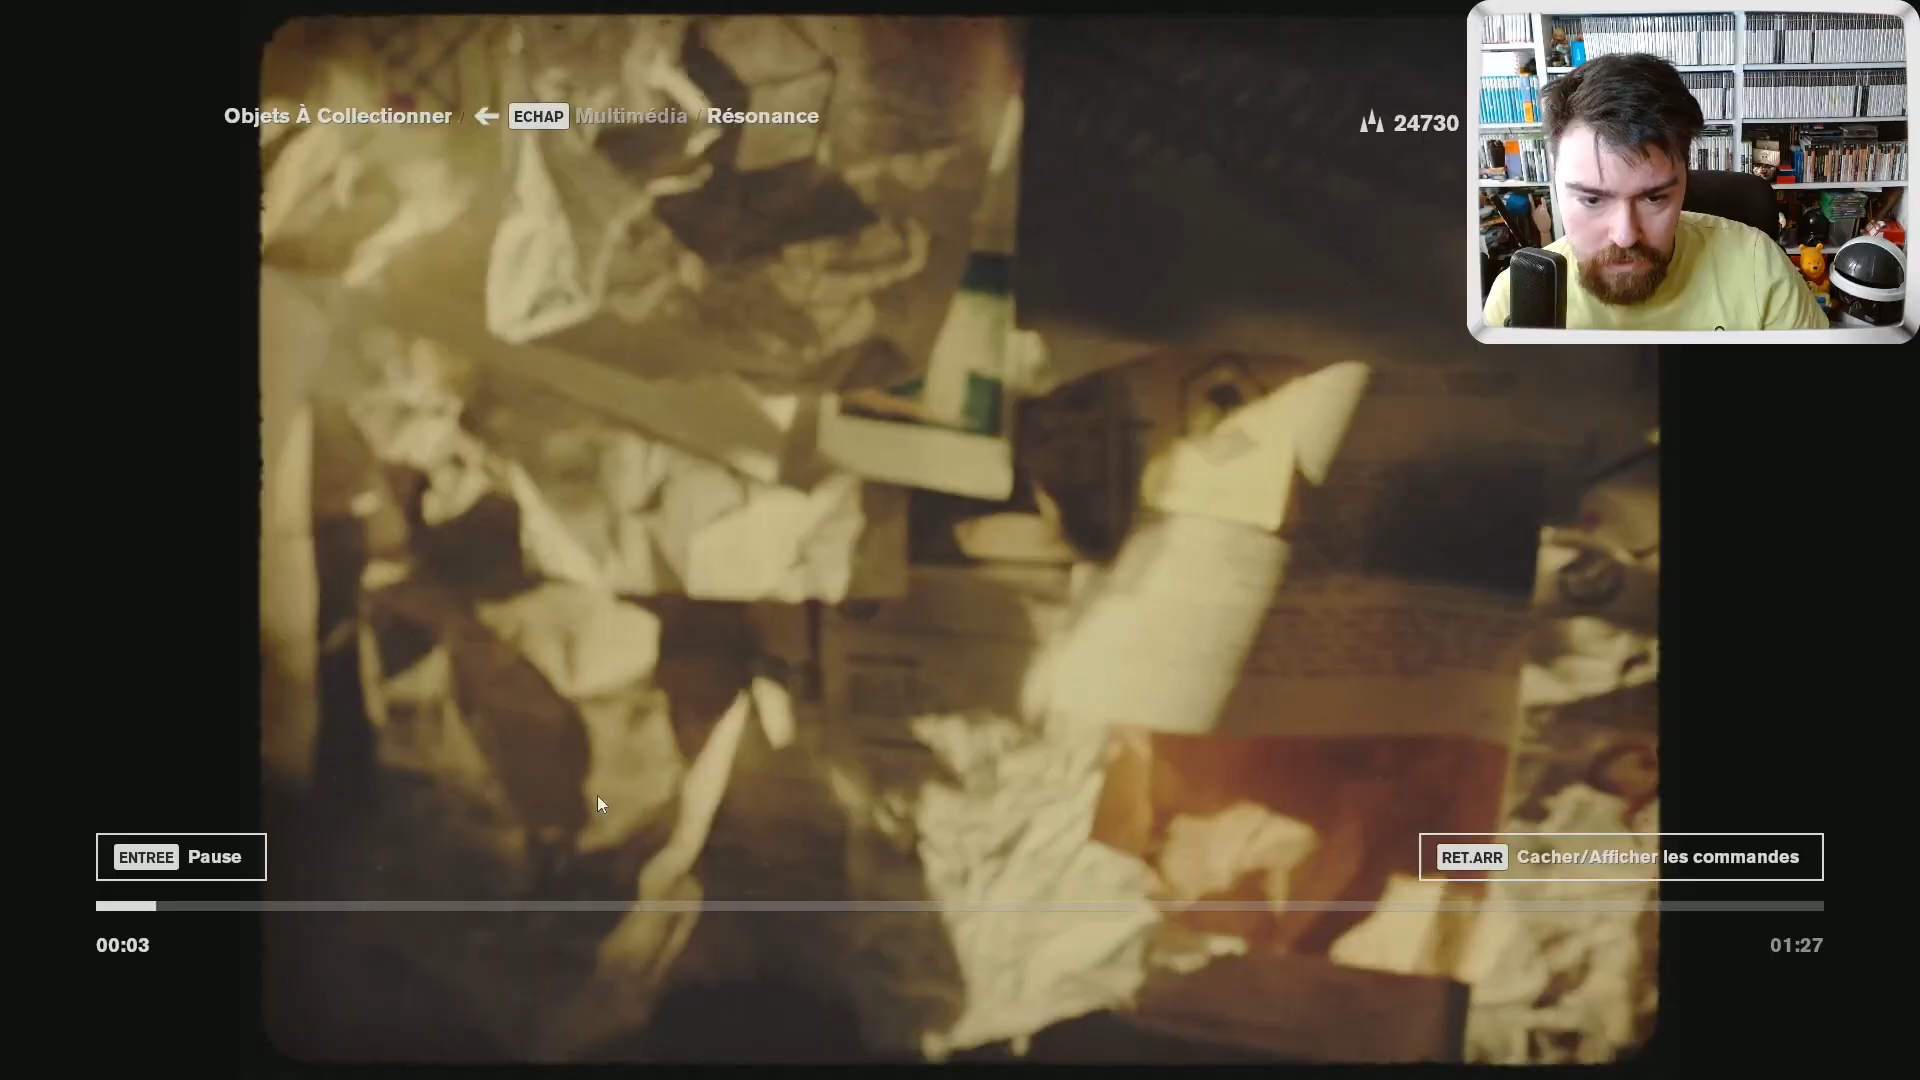 Objets À Collectionner / ECHAP Multimédia / Résonance
24730
ENTREE Pause
RET.ARR Cacher/Afficher les commandes
00:03
01:27